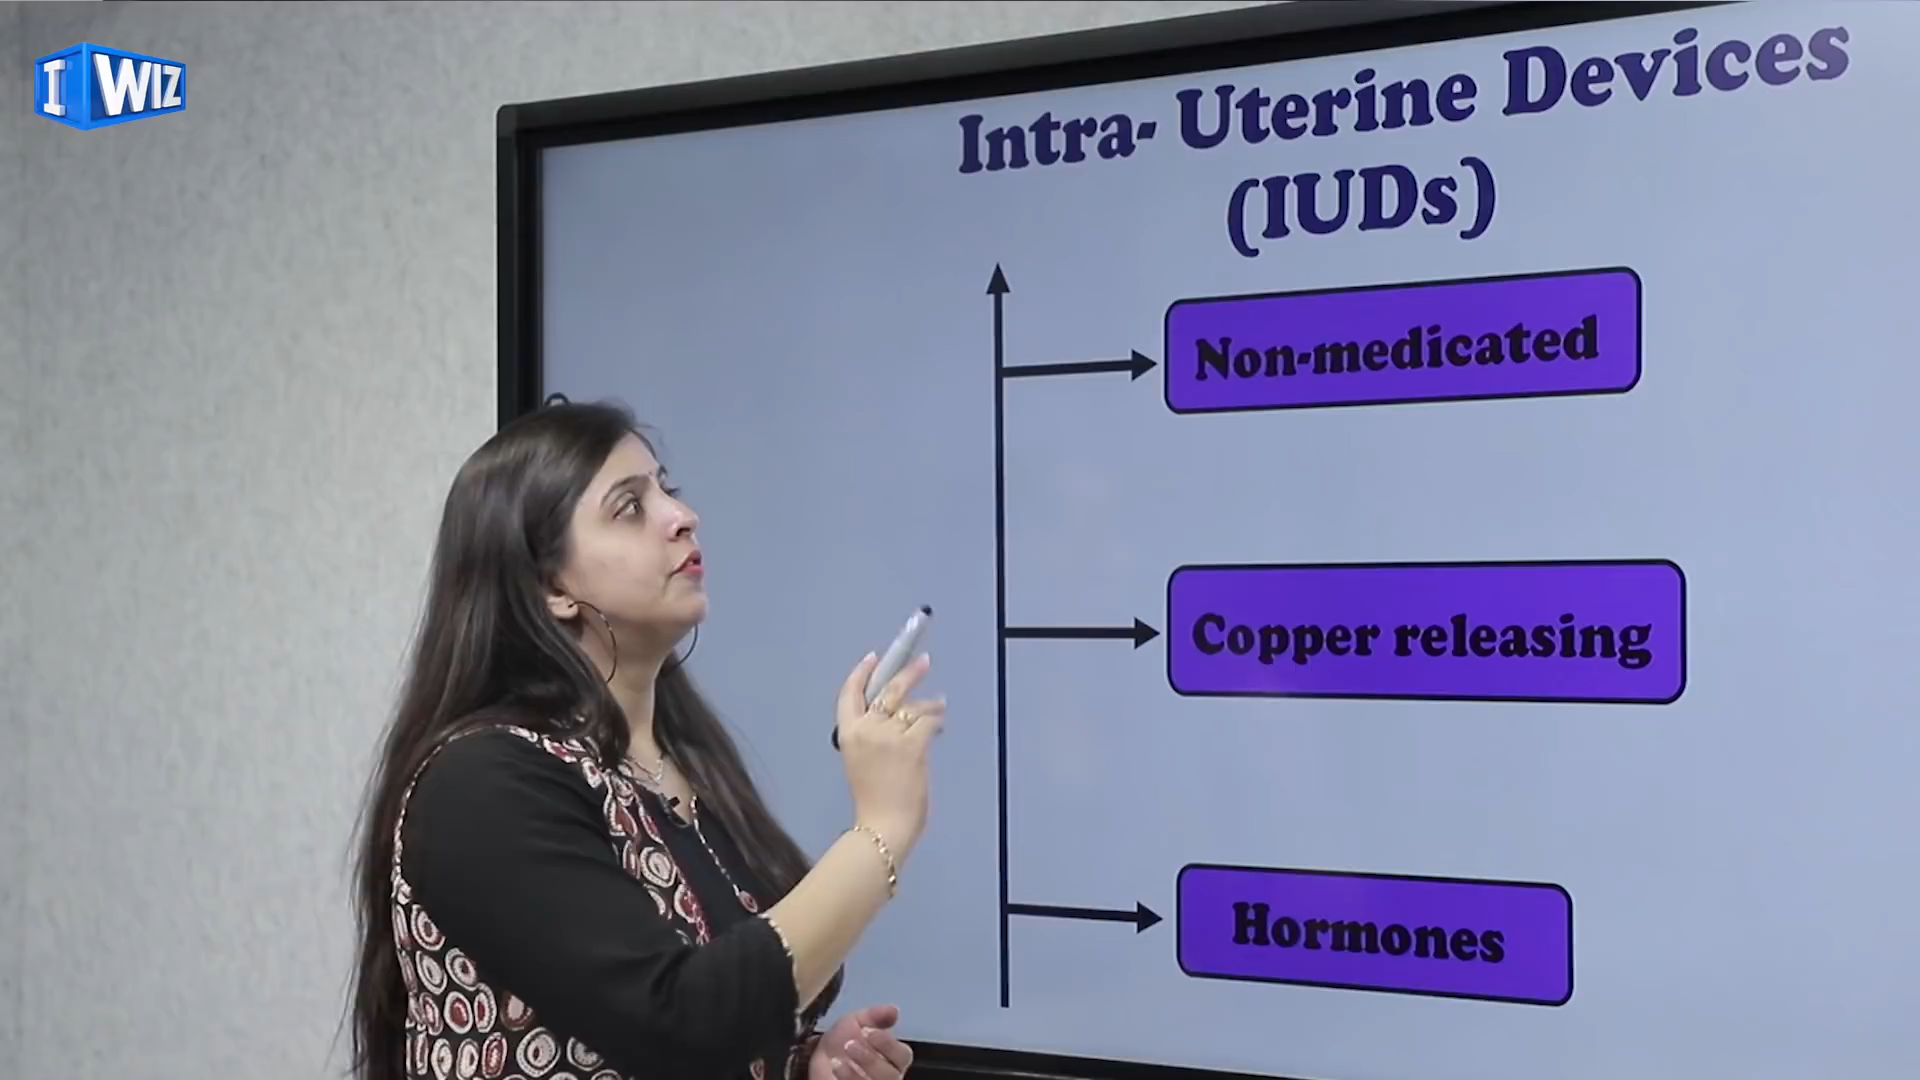 I WIZ
Intra- Uterine Devices
(IUDs)
Non-medicated
Copper releasing
Hormones